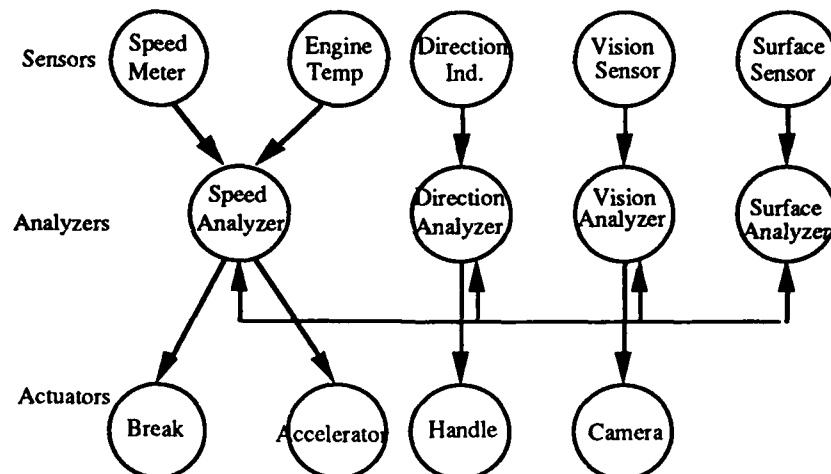 Sensors
Speed
Meter
Engine
Temp
Direction
Ind.
Vision
Sensor
Surface
Sensor
Analyzers
Speed
Analyzer
Direction
Analyzer
Vision
Analyzer
Surface
Analyzer
Actuators
Break
Accelerator
Handle
Camera